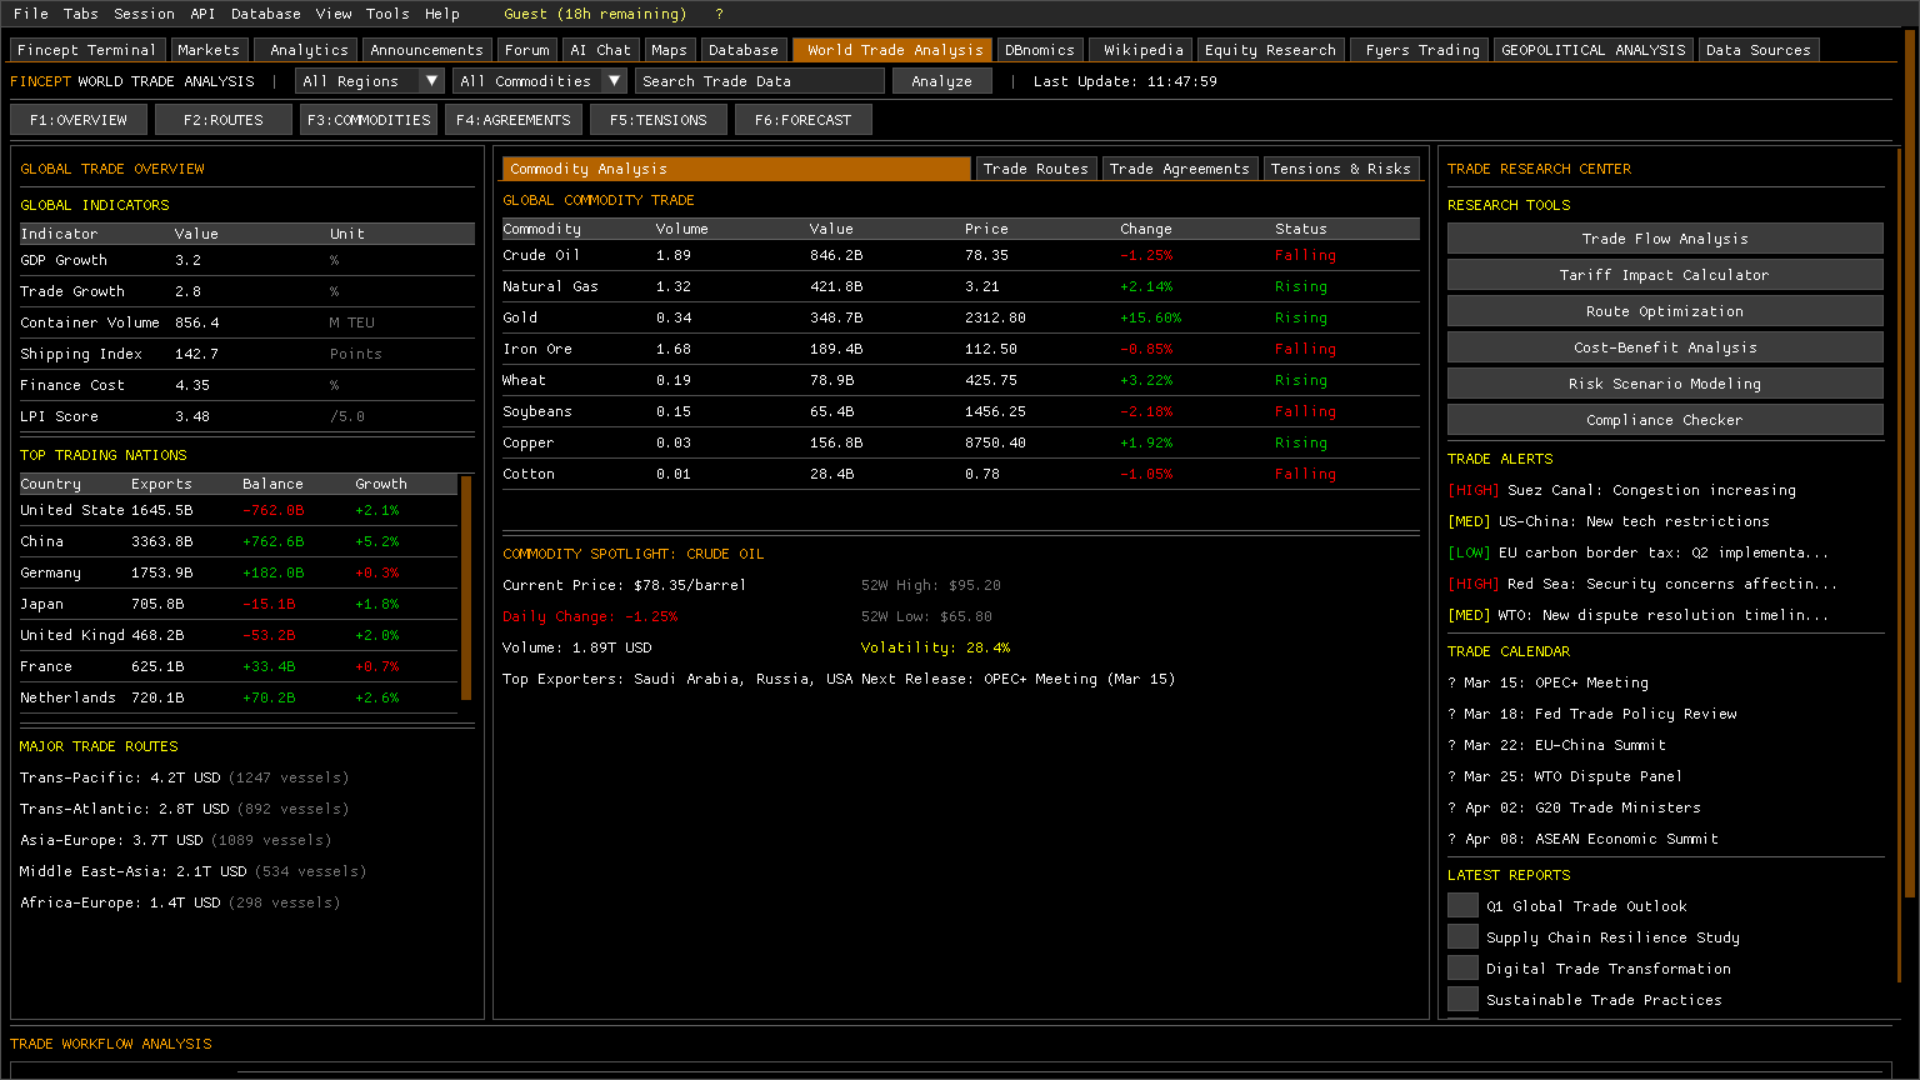 File Tabs Session API Database View Tools Help Guest (18h remaining) ?
Fincept Terminal Markets Analytics Announcements Forum AI Chat Maps Database World Trade Analysis DBnomics Wikipedia Equity Research Fyers Trading GEOPOLITICAL ANALYSIS Data Sources
FINCEPT WORLD TRADE ANALYSIS | All Regions ▼ All Commodities ▼ Search Trade Data Analyze | Last Update: 11:47:59
F1:OVERVIEW F2:ROUTES F3:COMMODITIES F4:AGREEMENTS F5:TENSIONS F6:FORECAST
GLOBAL TRADE OVERVIEW
GLOBAL INDICATORS
Indicator Value Unit
GDP Growth 3.2 %
Trade Growth 2.8 %
Container Volume 856.4 M TEU
Shipping Index 142.7 Points
Finance Cost 4.35 %
LPI Score 3.48 /5.0
TOP TRADING NATIONS
Country Exports Balance Growth
United State 1645.5B -762.0B +2.1%
China 3363.8B +762.6B +5.2%
Germany 1753.9B +182.0B +0.3%
Japan 705.8B -15.1B +1.8%
United Kingd 468.2B -53.2B +2.0%
France 625.1B +33.4B +0.7%
Netherlands 720.1B +70.2B +2.6%
MAJOR TRADE ROUTES
Trans-Pacific: 4.2T USD (1247 vessels)
Trans-Atlantic: 2.8T USD (892 vessels)
Asia-Europe: 3.7T USD (1089 vessels)
Middle East-Asia: 2.1T USD (534 vessels)
Africa-Europe: 1.4T USD (298 vessels)
Commodity Analysis Trade Routes Trade Agreements Tensions & Risks
GLOBAL COMMODITY TRADE
Commodity Volume Value Price Change Status
Crude Oil 1.89 846.2B 78.35 -1.25% Falling
Natural Gas 1.32 421.8B 3.21 +2.14% Rising
Gold 0.34 348.7B 2312.80 +15.60% Rising
Iron Ore 1.68 189.4B 112.50 -0.85% Falling
Wheat 0.19 78.9B 425.75 +3.22% Rising
Soybeans 0.15 65.4B 1456.25 -2.18% Falling
Copper 0.03 156.8B 8750.40 +1.92% Rising
Cotton 0.01 28.4B 0.78 -1.05% Falling
COMMODITY SPOTLIGHT: CRUDE OIL
Current Price: $78.35/barrel 52W High: $95.20
Daily Change: -1.25% 52W Low: $65.80
Volume: 1.89T USD Volatility: 28.4%
Top Exporters: Saudi Arabia, Russia, USA Next Release: OPEC+ Meeting (Mar 15)
TRADE RESEARCH CENTER
RESEARCH TOOLS
Trade Flow Analysis
Tariff Impact Calculator
Route Optimization
Cost-Benefit Analysis
Risk Scenario Modeling
Compliance Checker
TRADE ALERTS
[HIGH] Suez Canal: Congestion increasing
[MED] US-China: New tech restrictions
[LOW] EU carbon border tax: Q2 implementa...
[HIGH] Red Sea: Security concerns affectin...
[MED] WTO: New dispute resolution timelin...
TRADE CALENDAR
? Mar 15: OPEC+ Meeting
? Mar 18: Fed Trade Policy Review
? Mar 22: EU-China Summit
? Mar 25: WTO Dispute Panel
? Apr 02: G20 Trade Ministers
? Apr 08: ASEAN Economic Summit
LATEST REPORTS
Q1 Global Trade Outlook
Supply Chain Resilience Study
Digital Trade Transformation
Sustainable Trade Practices
TRADE WORKFLOW ANALYSIS